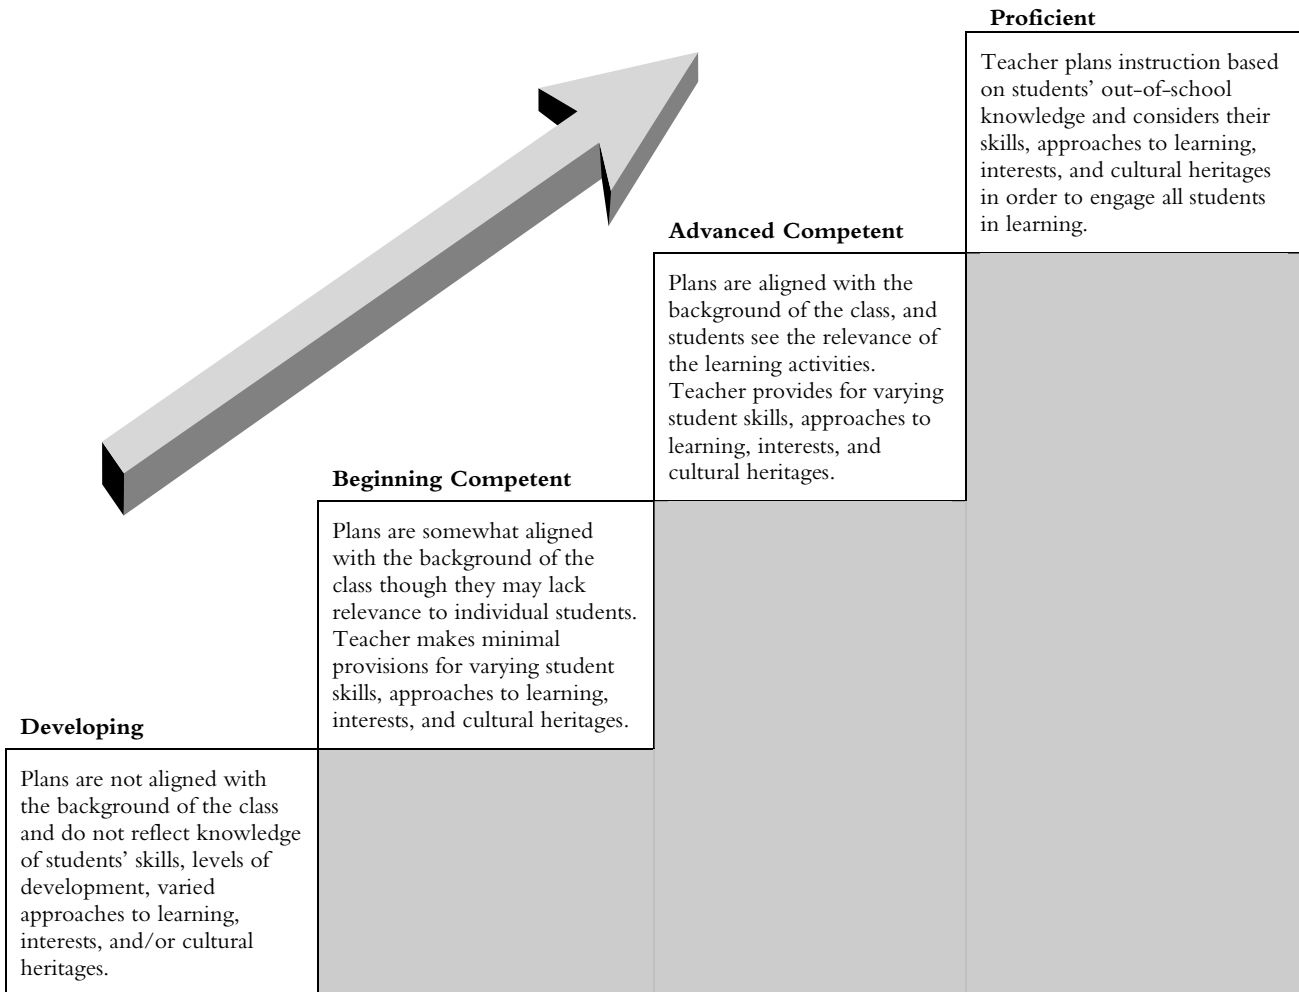 Proficient
Teacher plans instruction based
on students’ out-of-school
knowledge and considers their
skills, approaches to learning,
interests, and cultural heritages
in order to engage all students
in learning.
Advanced Competent
Plans are aligned with the
background of the class, and
students see the relevance of
the learning activities.
Teacher provides for varying
student skills, approaches to
learning, interests, and
cultural heritages.
Beginning Competent
Plans are somewhat aligned
with the background of the
class though they may lack
relevance to individual students.
Teacher makes minimal
provisions for varying student
skills, approaches to learning,
interests, and cultural heritages.
Developing
Plans are not aligned with
the background of the class
and do not reflect knowledge
of students’ skills, levels of
development, varied
approaches to learning,
interests, and/or cultural
heritages.